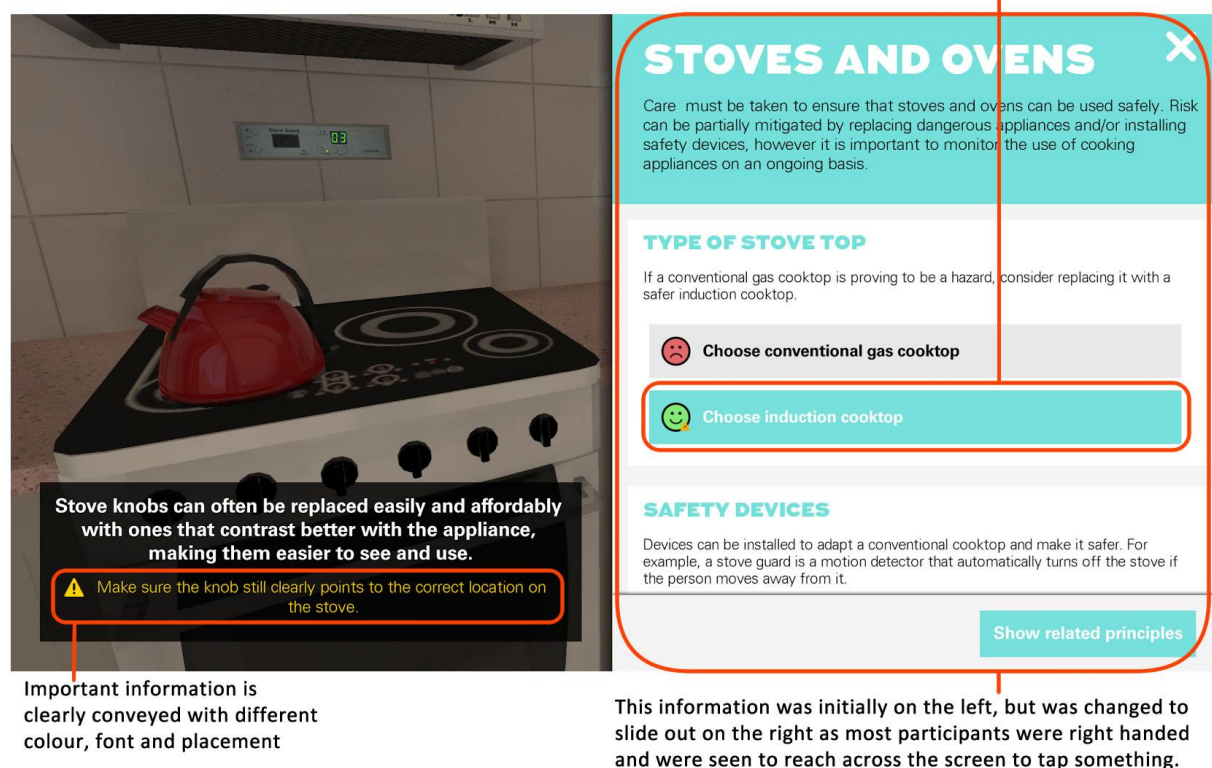 03
Stove knobs can often be replaced easily and affordably
with ones that contrast better with the appliance,
making them easier to see and use.
Make sure the knob still clearly points to the correct location on
the stove.
Important information is
clearly conveyed with different
colour, font and placement
STOVES AND OVENS
Care must be taken to ensure that stoves and ovens can be used safely. Risk
can be partially mitigated by replacing dangerous appliances and/or installing
safety devices, however it is important to monitor the use of cooking
appliances on an ongoing basis.
TYPE OF STOVE TOP
If a conventional gas cooktop is proving to be a hazard, consider replacing it with a
safer induction cooktop.
Choose conventional gas cooktop
Choose induction cooktop
SAFETY DEVICES
Devices can be installed to adapt a conventional cooktop and make it safer. For
example, a stove guard is a motion detector that automatically turns off the stove if
the person moves away from it.
Show related principles
This information was initially on the left, but was changed to
slide out on the right as most participants were right handed
and were seen to reach across the screen to tap something.